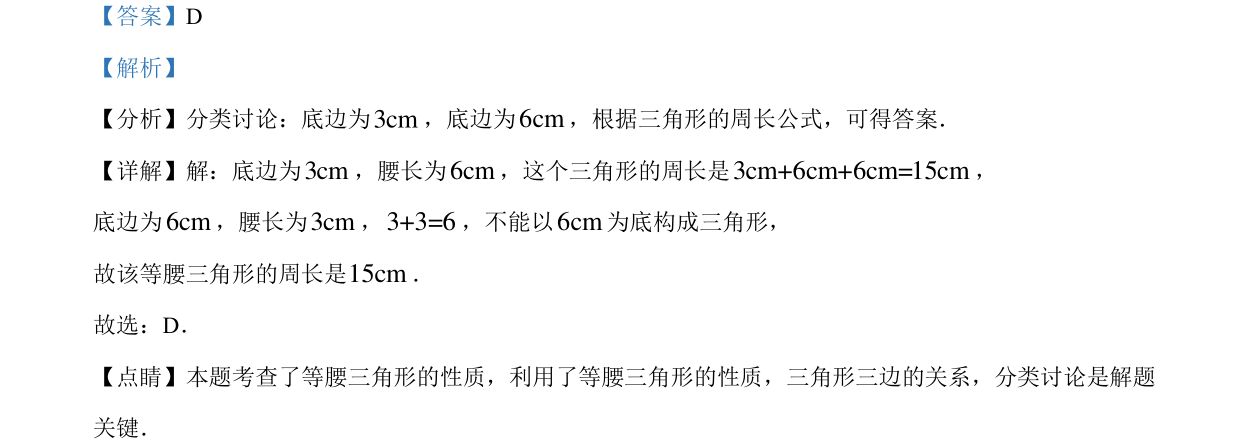 【答案】D
【解析】
【分析】分类讨论：底边为3cm，底边为6cm，根据三角形的周长公式，可得答案．
【详解】解：底边为3cm，腰长为6cm，这个三角形的周长是3cm+6cm+6cm=15cm，
底边为6cm，腰长为3cm，3+3=6，不能以6cm为底构成三角形，
故该等腰三角形的周长是15cm．
故选：D．
【点睛】本题考查了等腰三角形的性质，利用了等腰三角形的性质，三角形三边的关系，分类讨论是解题
关键．